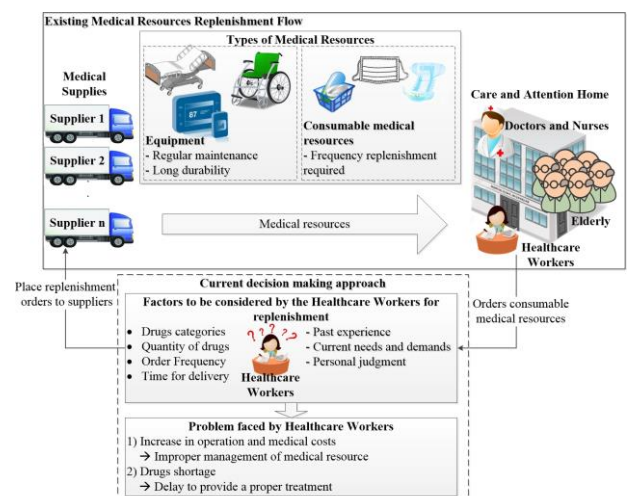 Existing Medical Resources Replenishment Flow
Types of Medical Resources
Medical
Supplies
Supplier 1
Supplier 2
Supplier n
87
Equipment
- Regular maintenance
- Long durability
Consumable medical
resources
- Frequency replenishment
required
Care and Attention Home
Doctors and Nurses
Elderly
Healthcare
Workers
Medical resources
Place replenishment
orders to suppliers
Orders consumable
medical resources
Current decision making approach
Factors to be considered by the Healthcare Workers for
replenishment
• Drugs categories
• Quantity of drugs
• Order Frequency
• Time for delivery
? ? ? ?
- Past experience
- Current needs and demands
- Personal judgment
Healthcare
Workers
Problem faced by Healthcare Workers
1) Increase in operation and medical costs
→ Improper management of medical resource
2) Drugs shortage
→ Delay to provide a proper treatment